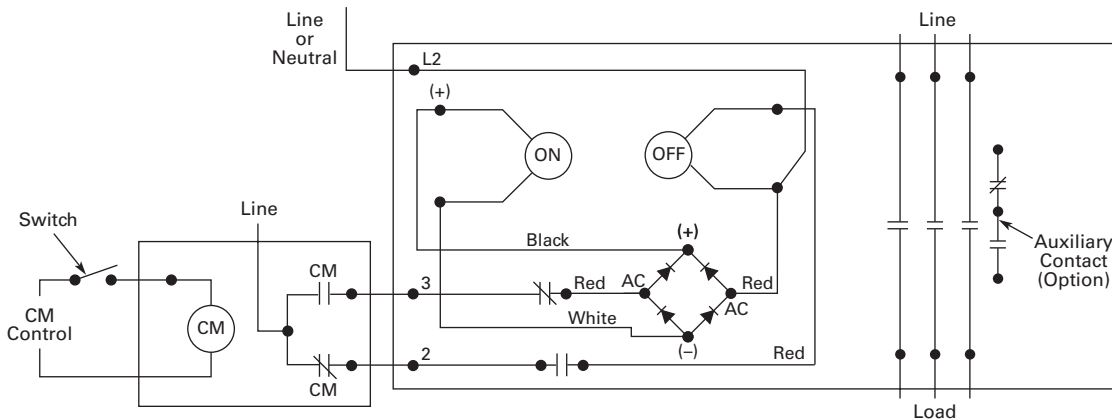 Line
or
Neutral
L2
(+)
ON
OFF
Line
Switch
Line
Black
(+)
Auxiliary
Contact
(Option)
CM
3
Red
AC
Red
AC
CM
Control
CM
White
(–)
2
CM
Red
Load